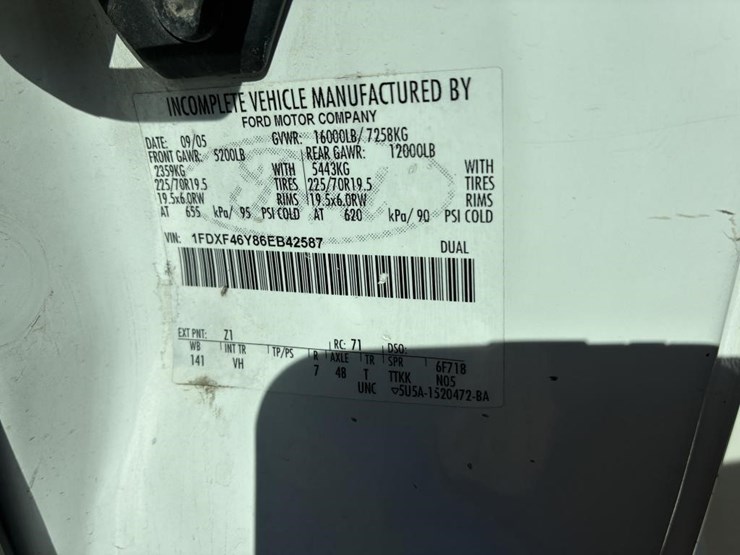 INCOMPLETE VEHICLE MANUFACTURED BY
FORD MOTOR COMPANY
DATE: 09/05 GVWR: 16000LB/7258KG
FRONT GAWR: 5200LB REAR GAWR: 12000LB
2359KG WITH 5443KG WITH
225/70R19.5 TIRES 225/70R19.5 TIRES
19.5x6.0RW RIMS 19.5x6.0RW RIMS
AT 655 kPa/ 95 PSI COLD AT 620 kPa/ 90 PSI COLD
VIN: 1FDXF46Y86EB42587 DUAL
EXT PNT: Z1 RC: 71 DSO:
WB INT TR TP/PS R AXLE TR SPR 6F71B
141 VH 7 48 T TTKK N05
UNC ▽5U5A-1520472-BA